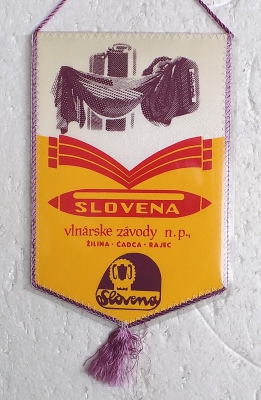 SLOVENA
vlnárske závody n.p.,
ŽILINA - ČADCA - RAJEC
Slovena